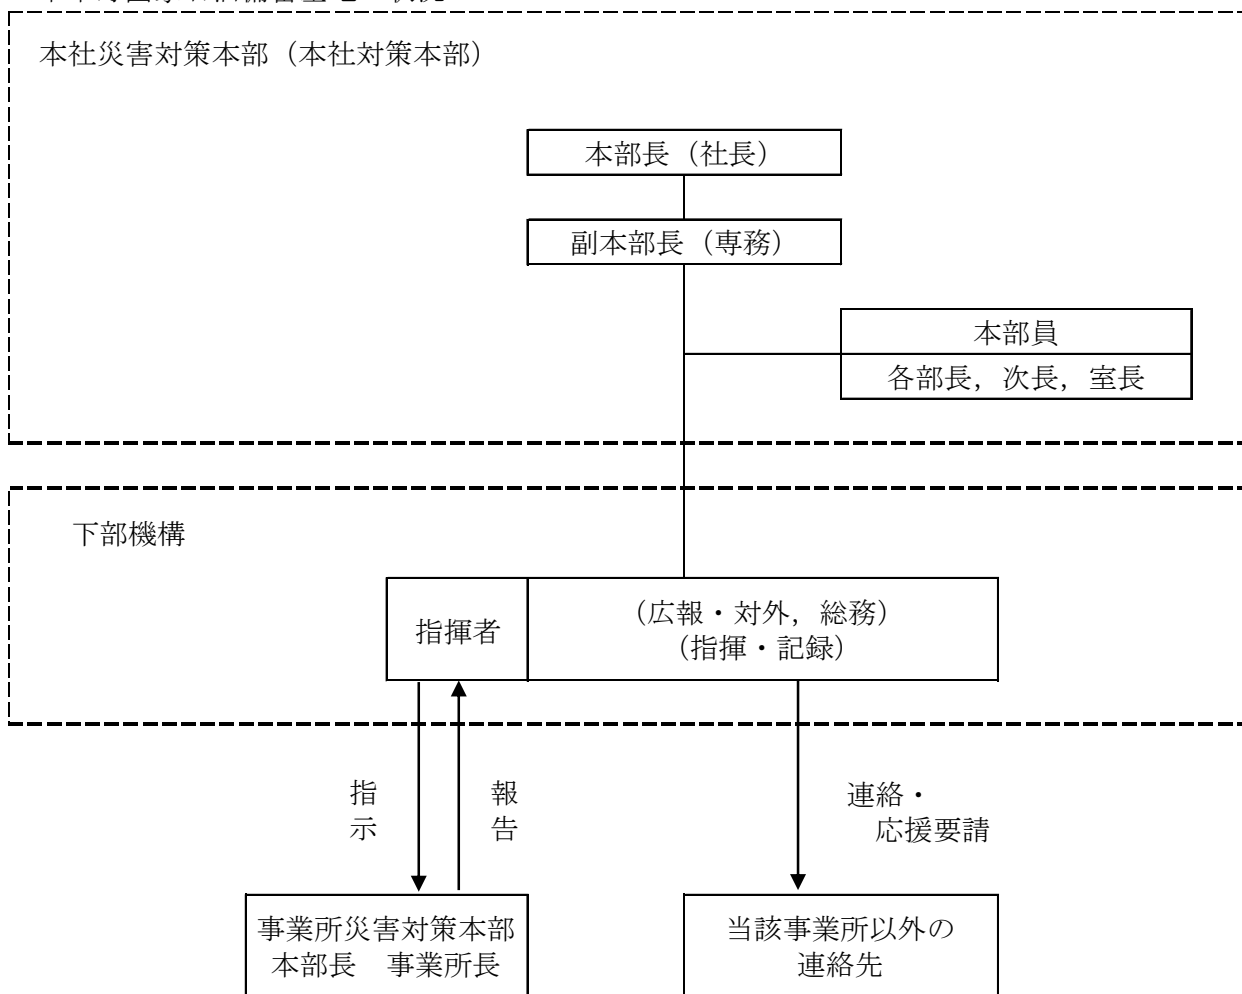 本社災害対策本部（本社対策本部）
本部長（社長）
副本部長（専務）
本部員
各部長，次長，室長
下部機構
指揮者
（広報・対外，総務）
（指揮・記録）
指示
報告
連絡・
応援要請
事業所災害対策本部
本部長　事業所長
当該事業所以外の
連絡先